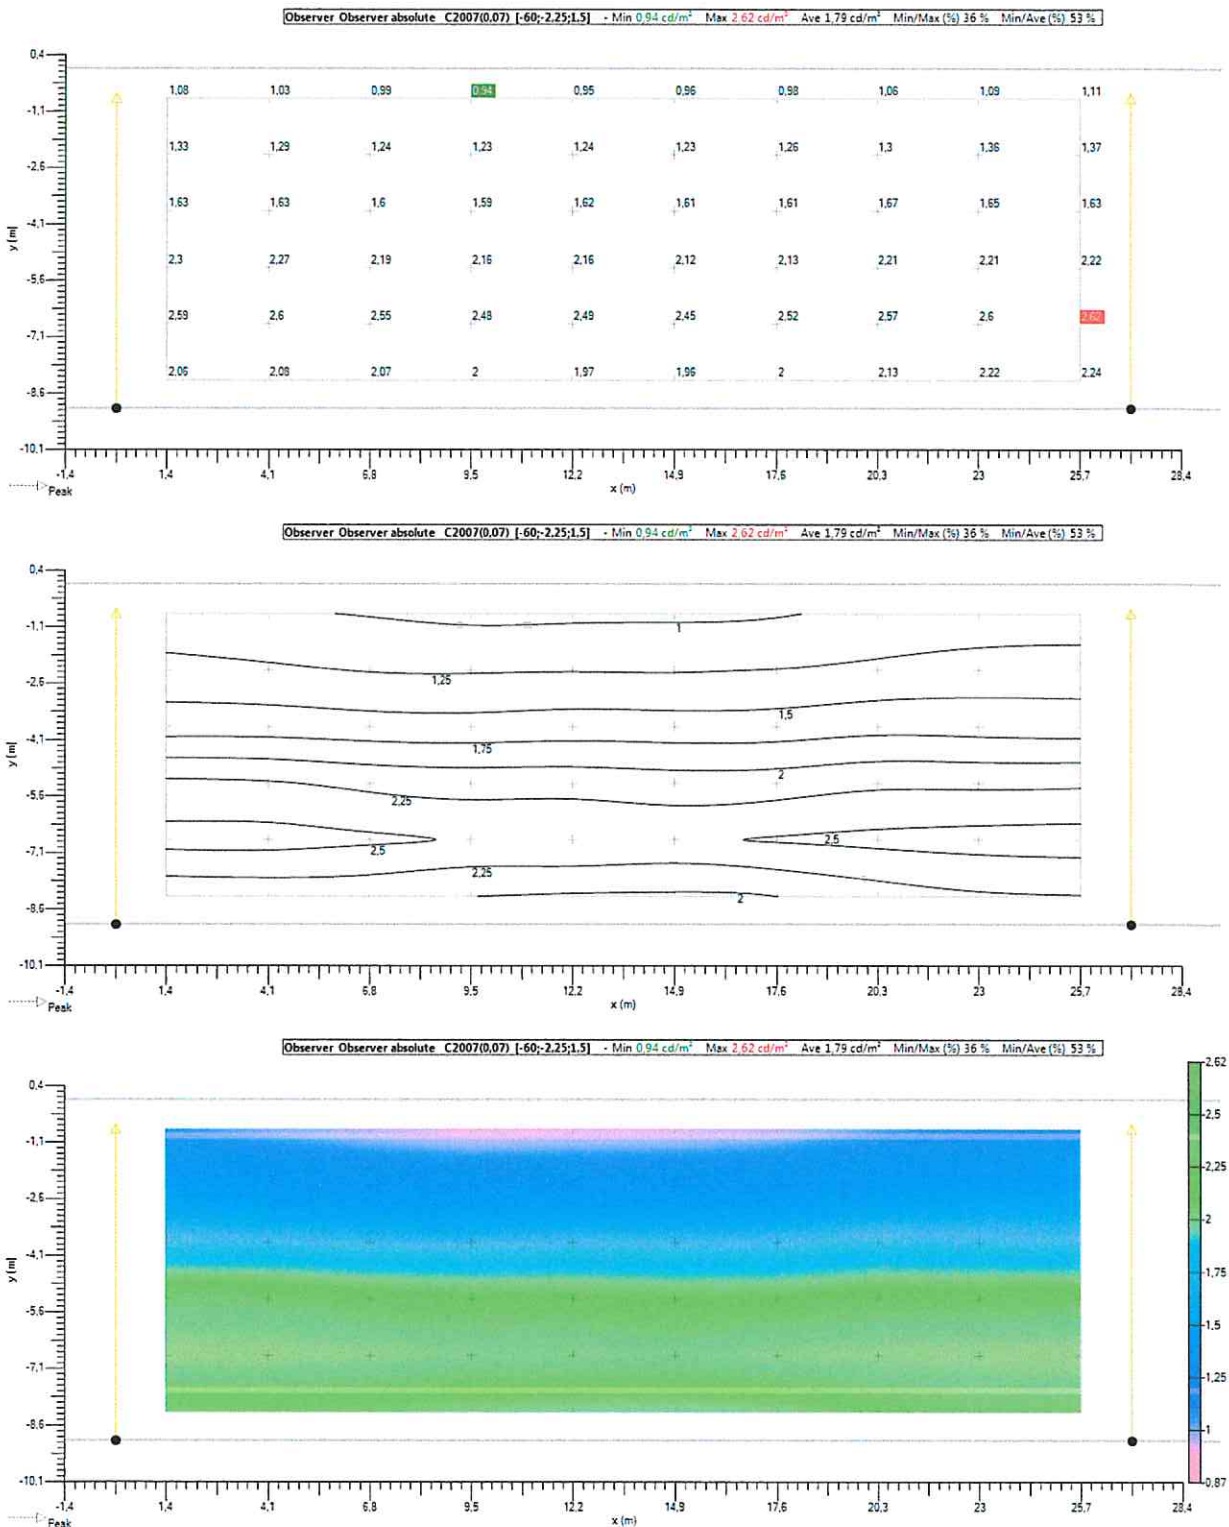 Observer Observer absolute C2007(0,07) [-60;-2,25;1,5] - Min 0,94 cd/m² Max 2,62 cd/m² Ave 1,79 cd/m² Min/Max (%) 36 % Min/Ave (%) 53 %
0,4
1,08 1,03 0,99 0,94 0,95 0,96 0,98 1,06 1,09 1,11
-1,1
1,33 1,29 1,24 1,23 1,24 1,23 1,26 1,3 1,36 1,37
-2,6
1,63 1,63 1,6 1,59 1,62 1,61 1,61 1,67 1,65 1,63
-4,1
y (m)
2,3 2,27 2,19 2,16 2,16 2,12 2,13 2,21 2,21 2,22
-5,6
2,59 2,6 2,55 2,48 2,49 2,45 2,52 2,57 2,6 2,62
-7,1
2,08 2,07 2 1,97 1,96 2 2,13 2,22 2,24
-8,6
-10,1
-1,4 1,4 4,1 6,8 9,5 12,2 14,9 17,6 20,3 23 25,7 28,4
Peak x (m)
Observer Observer absolute C2007(0,07) [-60;-2,25;1,5] - Min 0,94 cd/m² Max 2,62 cd/m² Ave 1,79 cd/m² Min/Max (%) 36 % Min/Ave (%) 53 %
0,4
-1,1
1
1,25
-2,6
1,5
-4,1
1,75
y (m)
2
-5,6
2,25
2,5
-7,1
2,5
2,25
2
-8,6
-10,1
-1,4 1,4 4,1 6,8 9,5 12,2 14,9 17,6 20,3 23 25,7 28,4
Peak x (m)
Observer Observer absolute C2007(0,07) [-60;-2,25;1,5] - Min 0,94 cd/m² Max 2,62 cd/m² Ave 1,79 cd/m² Min/Max (%) 36 % Min/Ave (%) 53 %
2,62
0,4
2,5
-1,1
2,25
-2,6
2
-4,1
1,75
y (m)
-5,6
1,5
-7,1
1,25
-8,6
1
-10,1
0,87
-1,4 1,4 4,1 6,8 9,5 12,2 14,9 17,6 20,3 23 25,7 28,4
Peak x (m)